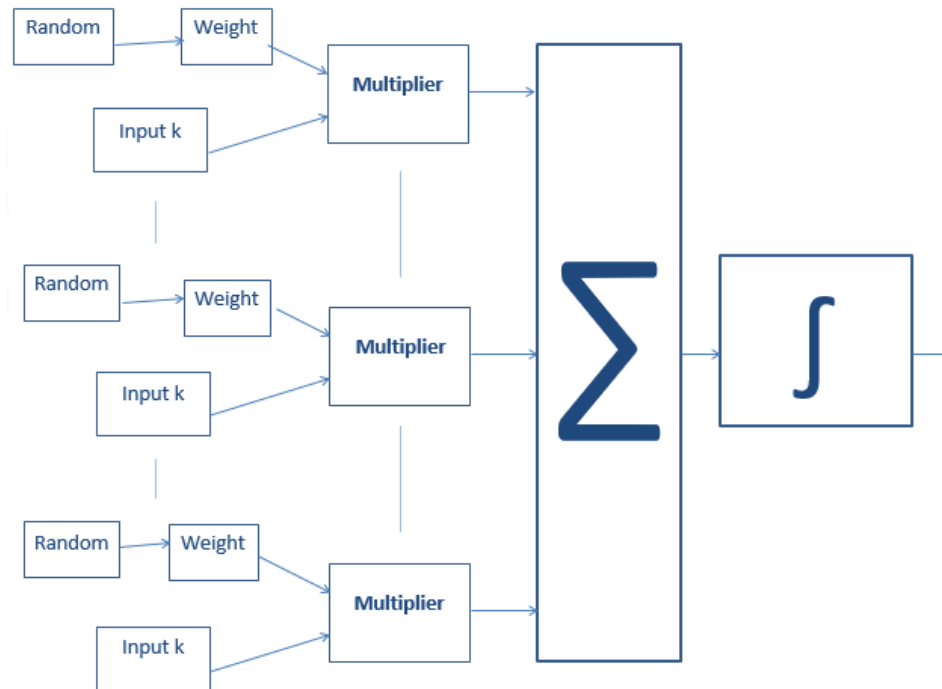 Random
Weight
Multiplier
Input k
Random
Weight
Multiplier
Input k
∑
∫
Random
Weight
Multiplier
Input k